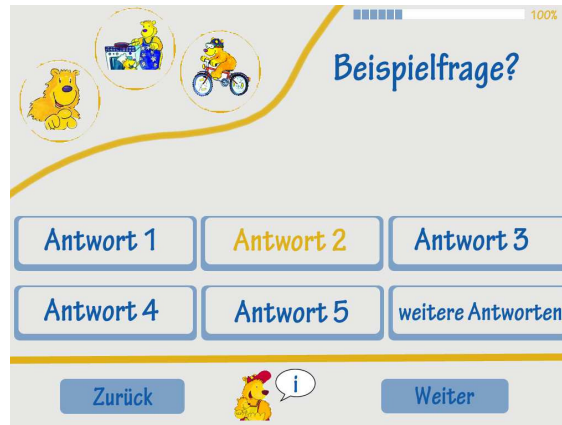 100%
Beispielfrage?
Antwort 1
Antwort 2
Antwort 3
Antwort 4
Antwort 5
weitere Antworten
i
Zurück
Weiter